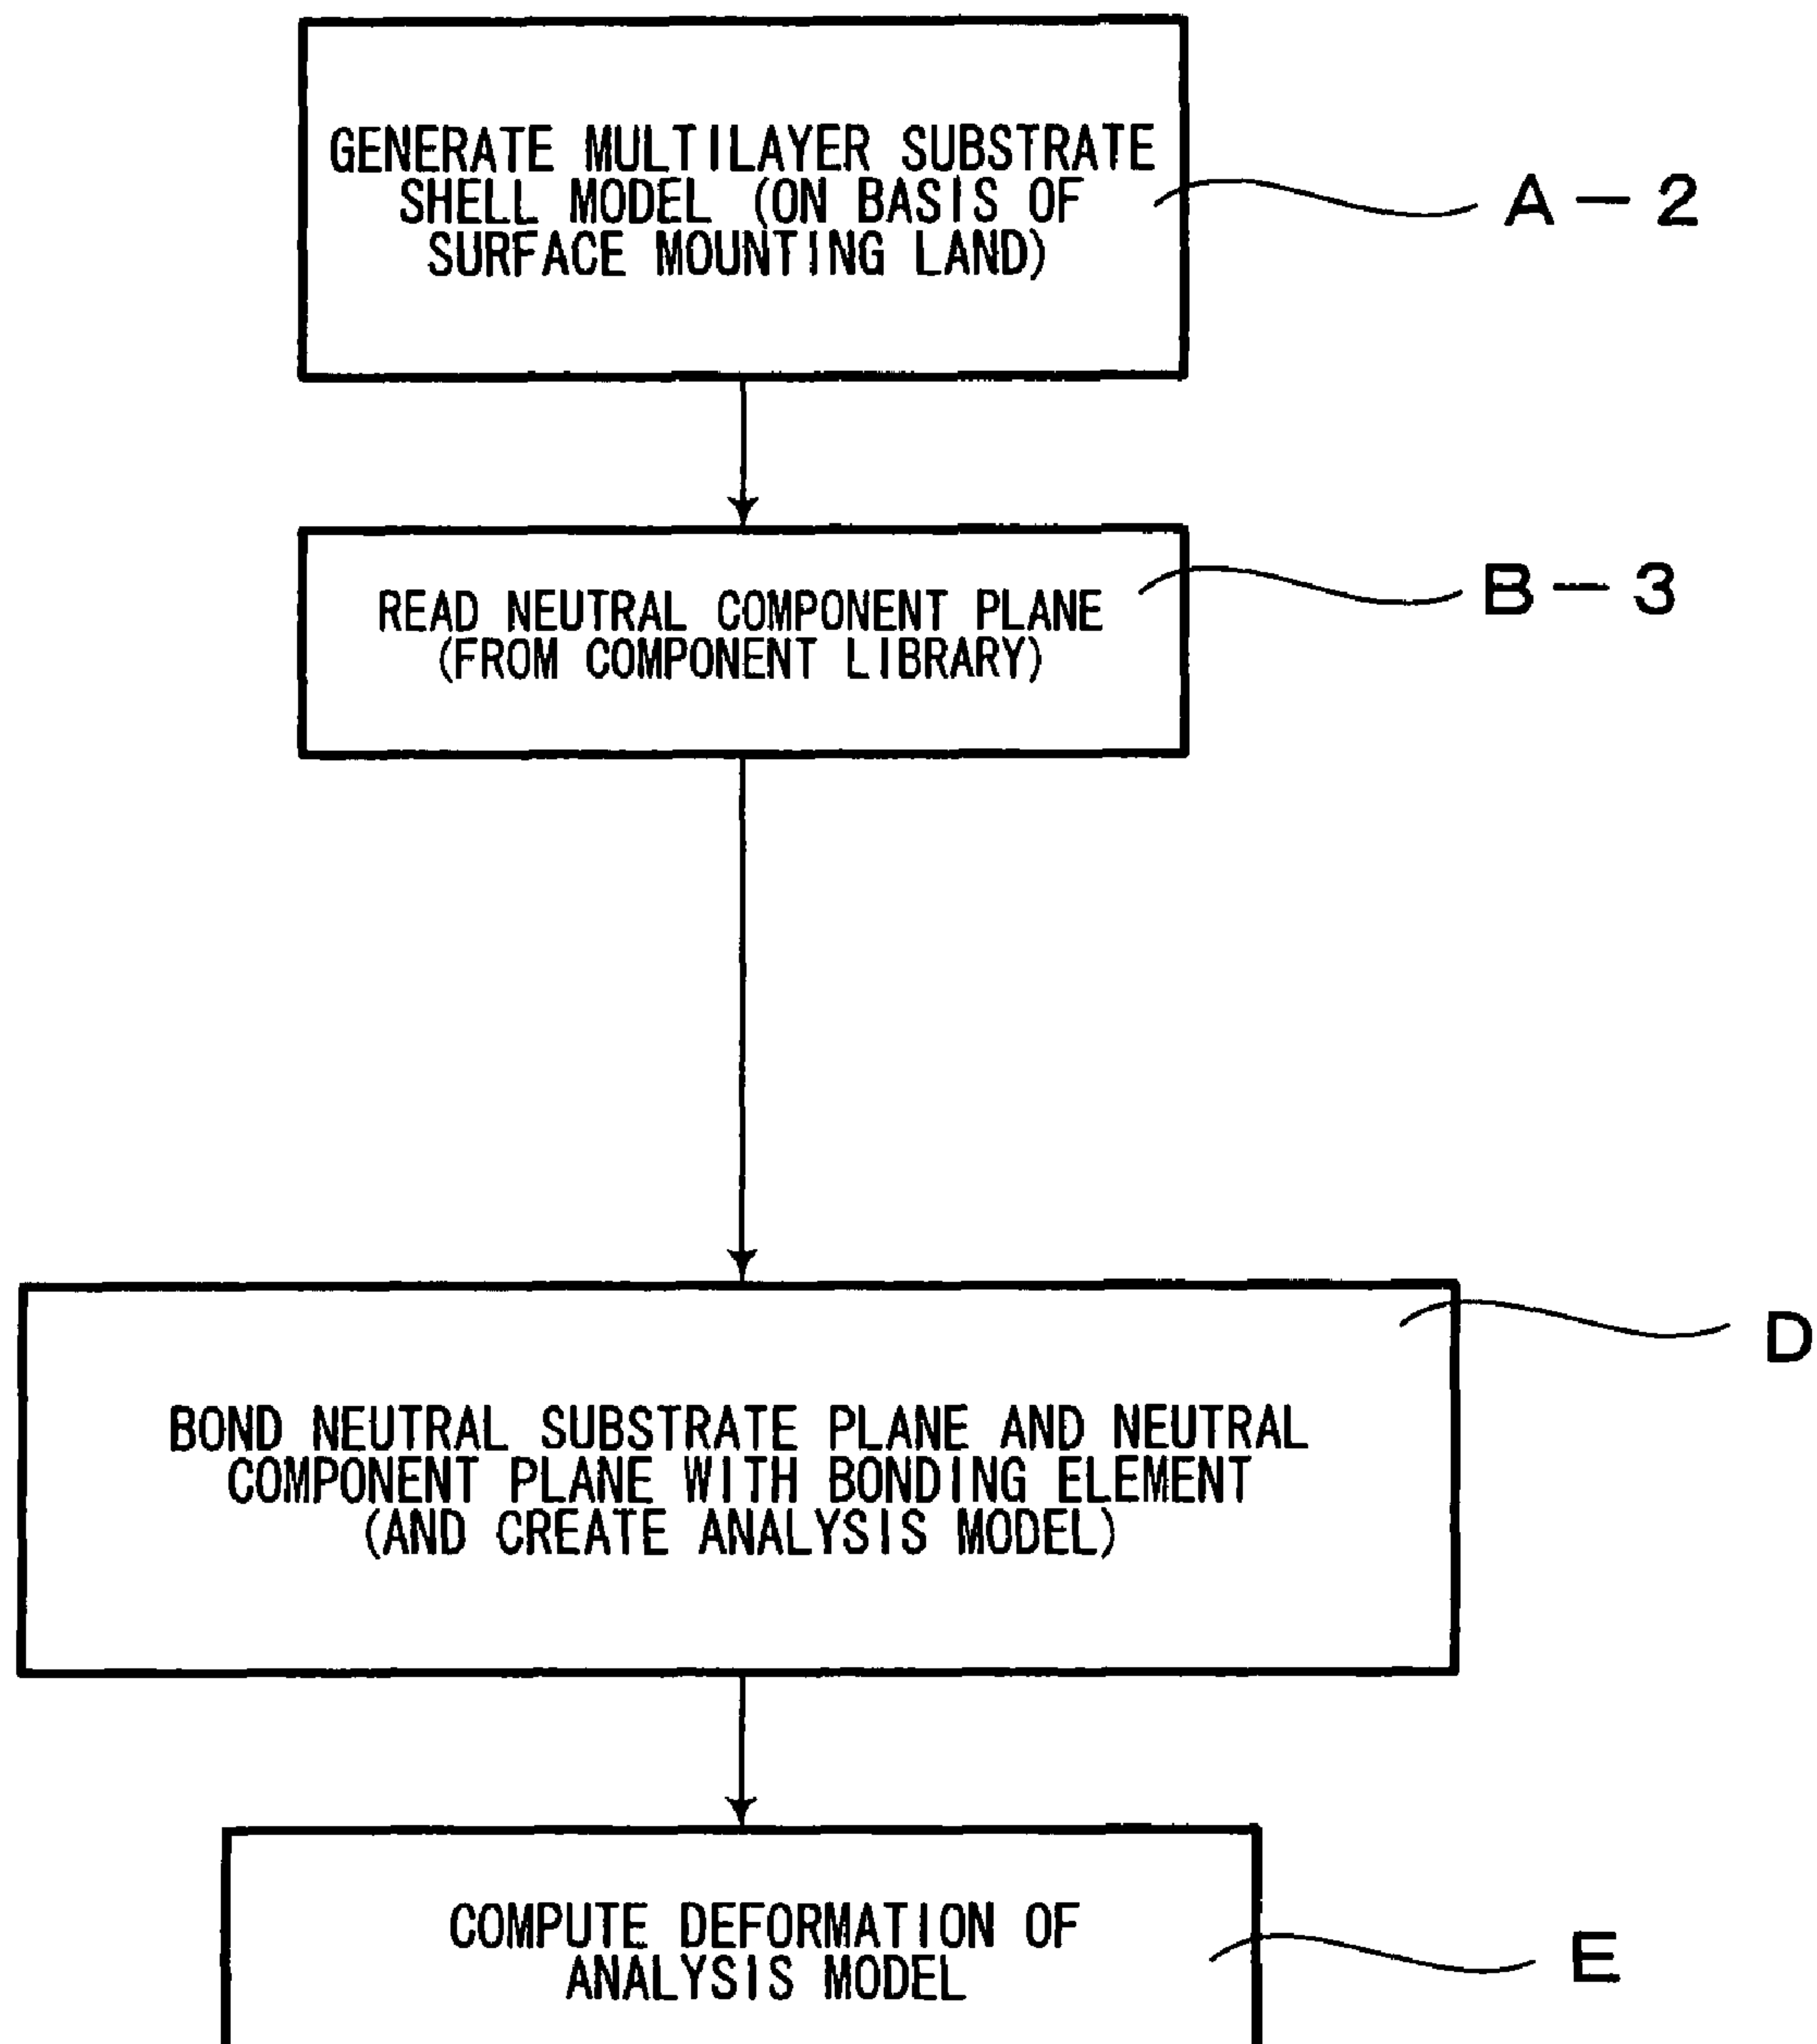 GENERATE MULTILAYER SUBSTRATE
SHELL MODEL (ON BASIS OF
SURFACE MOUNTING LAND)
A-2
READ NEUTRAL COMPONENT PLANE
(FROM COMPONENT LIBRARY)
B-3
BOND NEUTRAL SUBSTRATE PLANE AND NEUTRAL
COMPONENT PLANE WITH BONDING ELEMENT
(AND CREATE ANALYSIS MODEL)
D
COMPUTE DEFORMATION OF
ANALYSIS MODEL
E